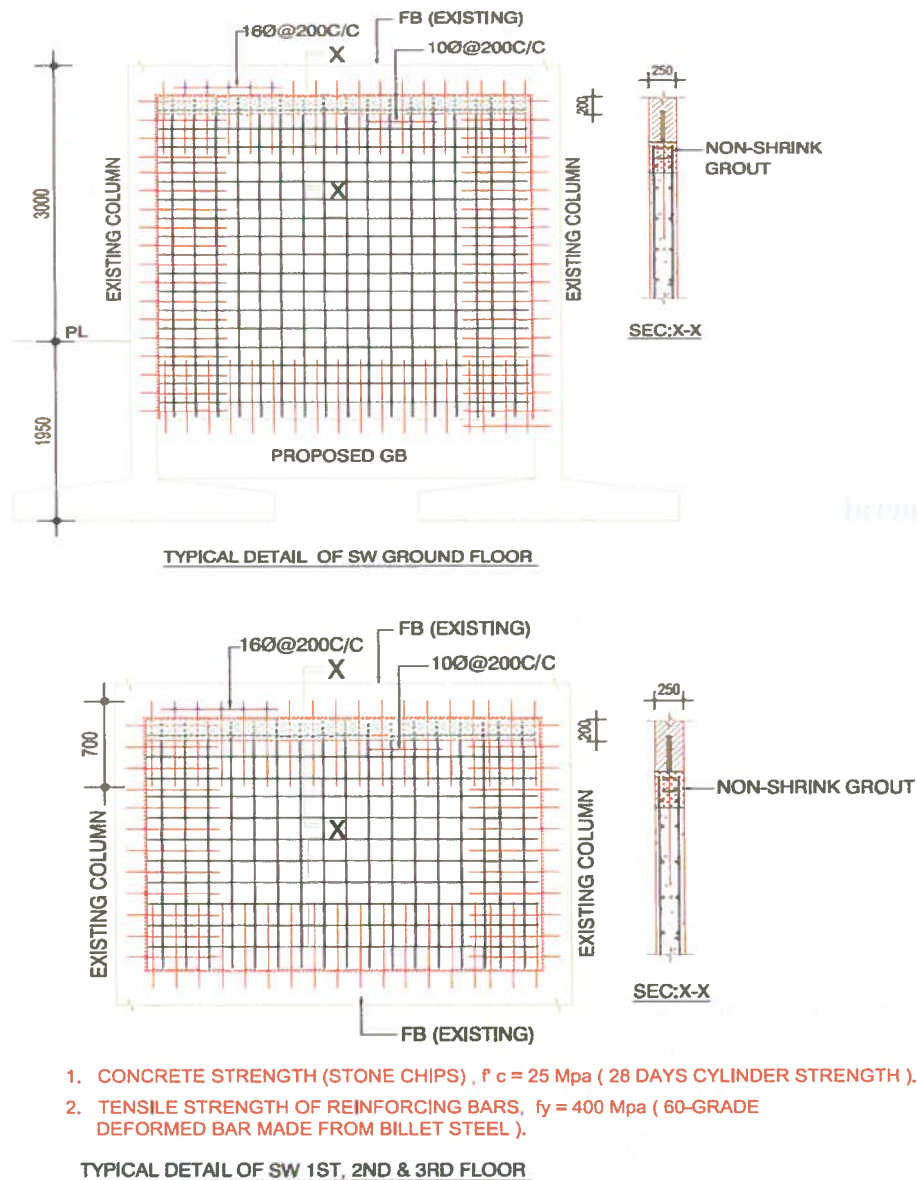 FB (EXISTING)
16Ø@200C/C
X
10Ø@200C/C
250
200
NON-SHRINK
GROUT
3000
EXISTING COLUMN
X
EXISTING COLUMN
SEC:X-X
PL
1950
PROPOSED GB
TYPICAL DETAIL OF SW GROUND FLOOR
FB (EXISTING)
16Ø@200C/C
X
10Ø@200C/C
250
200
700
NON-SHRINK GROUT
X
EXISTING COLUMN
EXISTING COLUMN
SEC:X-X
FB (EXISTING)
1. CONCRETE STRENGTH (STONE CHIPS) , f' c = 25 Mpa ( 28 DAYS CYLINDER STRENGTH ).
2. TENSILE STRENGTH OF REINFORCING BARS, fy = 400 Mpa ( 60-GRADE
DEFORMED BAR MADE FROM BILLET STEEL ).
TYPICAL DETAIL OF SW 1ST, 2ND & 3RD FLOOR